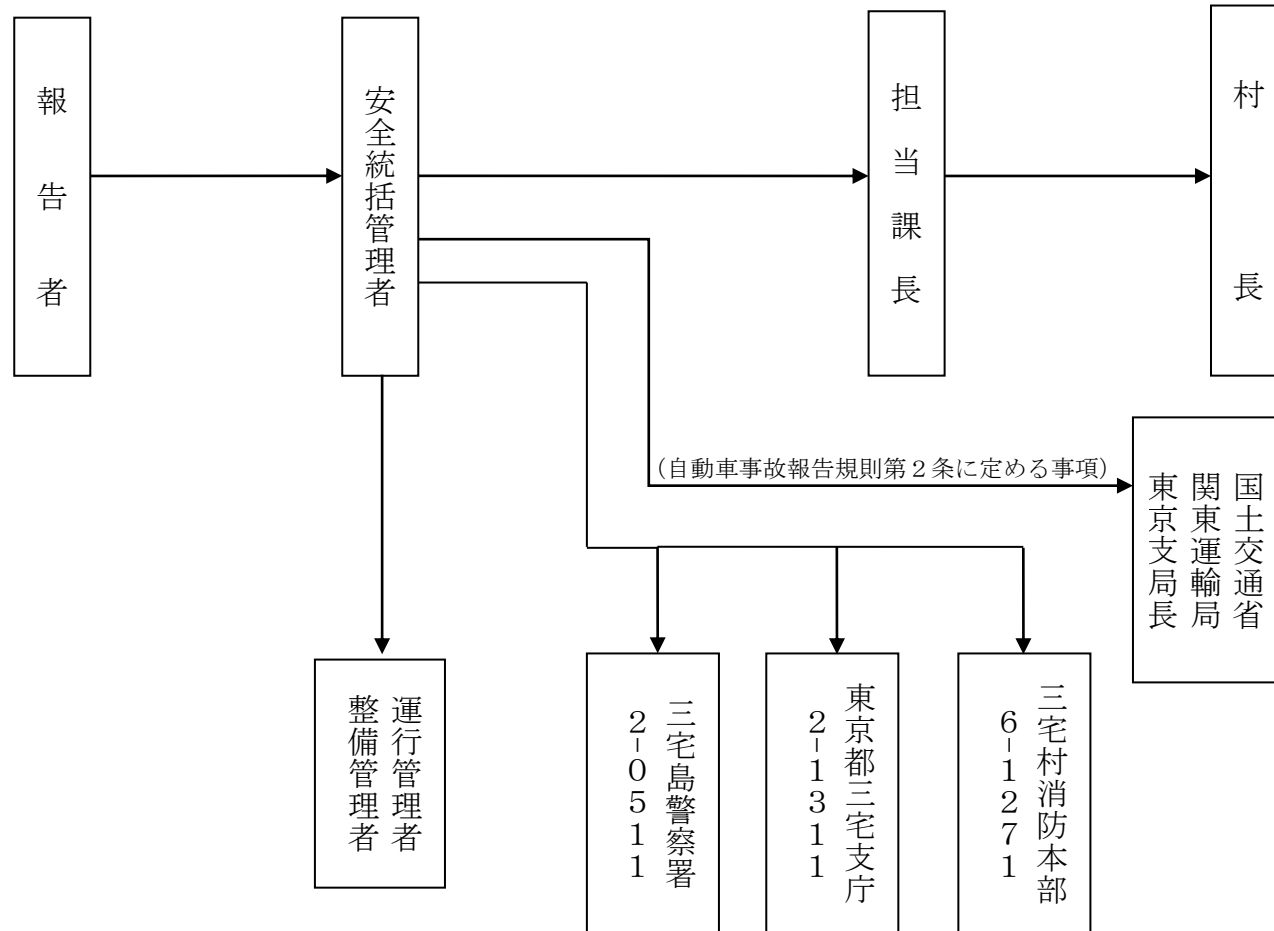 報告者
安全統括管理者
担当課長
村長
(自動車事故報告規則第２条に定める事項)
国土交通省
関東運輸局
東京支局長
運行管理者
整備管理者
三宅島警察署
２-０５１１
東京都三宅支庁
２-１３１１
三宅村消防本部
６-１２７１